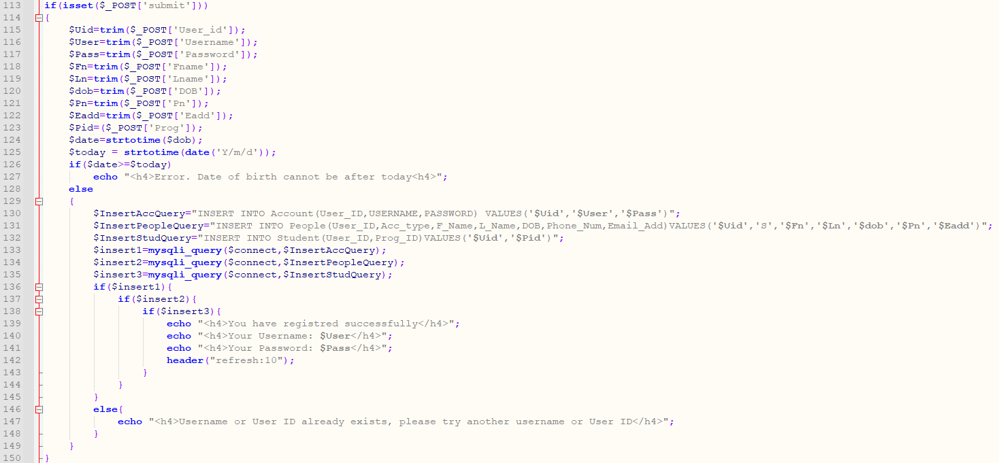 113 if(isset($_POST['submit']))
114 {
115 $Uid=trim($_POST['User_id']);
116 $User=trim($_POST['Username']);
117 $Pass=trim($_POST['Password']);
118 $Fn=trim($_POST['Fname']);
119 $Ln=trim($_POST['Lname']);
120 $dob=trim($_POST['DOB']);
121 $Pn=trim($_POST['Pn']);
122 $Eadd=trim($_POST['Eadd']);
123 $Pid=($_POST['Prog']);
124 $date=strtotime($dob);
125 $today = strtotime(date('Y/m/d'));
126 if($date>=$today)
127 echo "<h4>Error. Date of birth cannot be after today<h4>";
128 else
129 {
130 $InsertAccQuery="INSERT INTO Account(User_ID,USERNAME,PASSWORD) VALUES('$Uid','$User','$Pass')";
131 $InsertPeopleQuery="INSERT INTO People(User_ID,Acc_type,F_Name,L_Name,DOB,Phone_Num,Email_Add)VALUES('$Uid','S','$Fn','$Ln','$dob','$Pn','$Eadd')";
132 $InsertStudQuery="INSERT INTO Student(User_ID,Prog_ID)VALUES('$Uid','$Pid')";
133 $insert1=mysqli_query($connect,$InsertAccQuery);
134 $insert2=mysqli_query($connect,$InsertPeopleQuery);
135 $insert3=mysqli_query($connect,$InsertStudQuery);
136 if($insert1){
137 if($insert2){
138 if($insert3){
139 echo "<h4>You have registred successfully</h4>";
140 echo "<h4>Your Username: $User</h4>";
141 echo "<h4>Your Password: $Pass</h4>";
142 header("refresh:10");
143 }
144 }
145 }
146 else{
147 echo "<h4>Username or User ID already exists, please try another username or User ID</h4>";
148 }
149 }
150 }